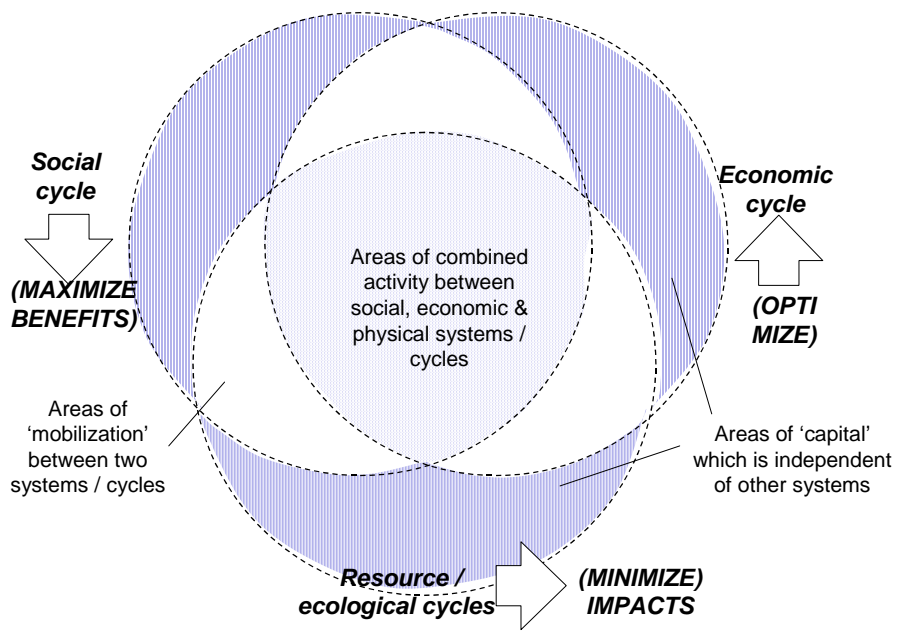 Social
cycle
(MAXIMIZE
BENEFITS)
Economic
cycle
(OPTI
MIZE)
Areas of combined
activity between
social, economic &
physical systems /
cycles
Areas of
‘mobilization’
between two
systems / cycles
Areas of ‘capital’
which is independent
of other systems
Resource /
ecological cycles
(MINIMIZE)
IMPACTS